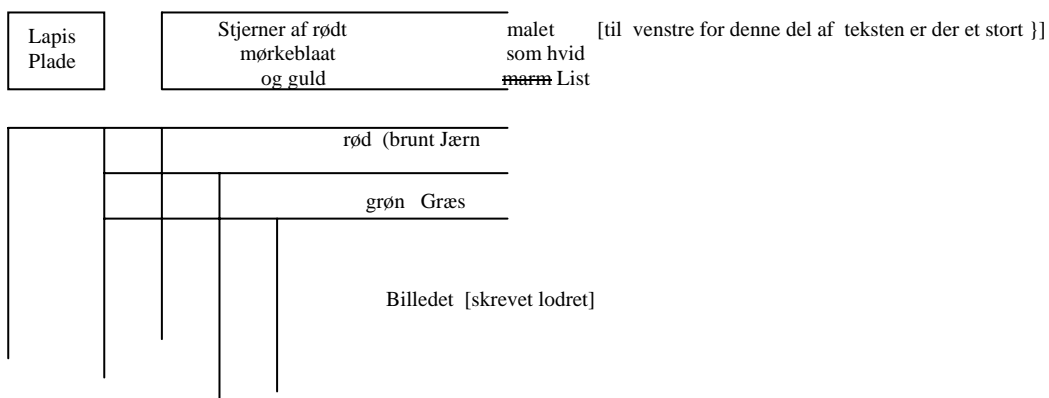 Lapis
Plade
Stjerner af rødt
mørkeblaat
og guld
malet [til venstre for denne del af teksten er der et stort }]
som hvid
marm List
rød (brunt Jærn
grøn Græs
Billedet [skrevet lodret]